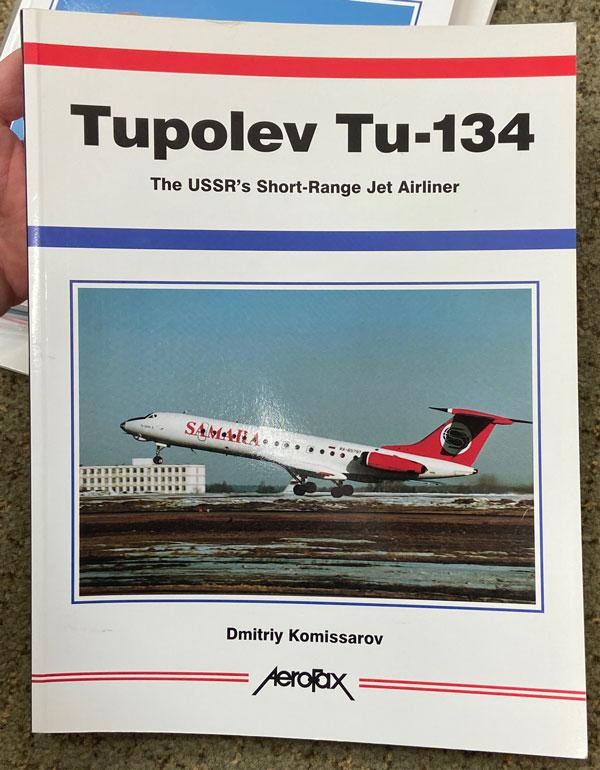 Tupolev Tu-134
The USSR's Short-Range Jet Airliner
SAMARA
Dmitriy Komissarov
AeroFax